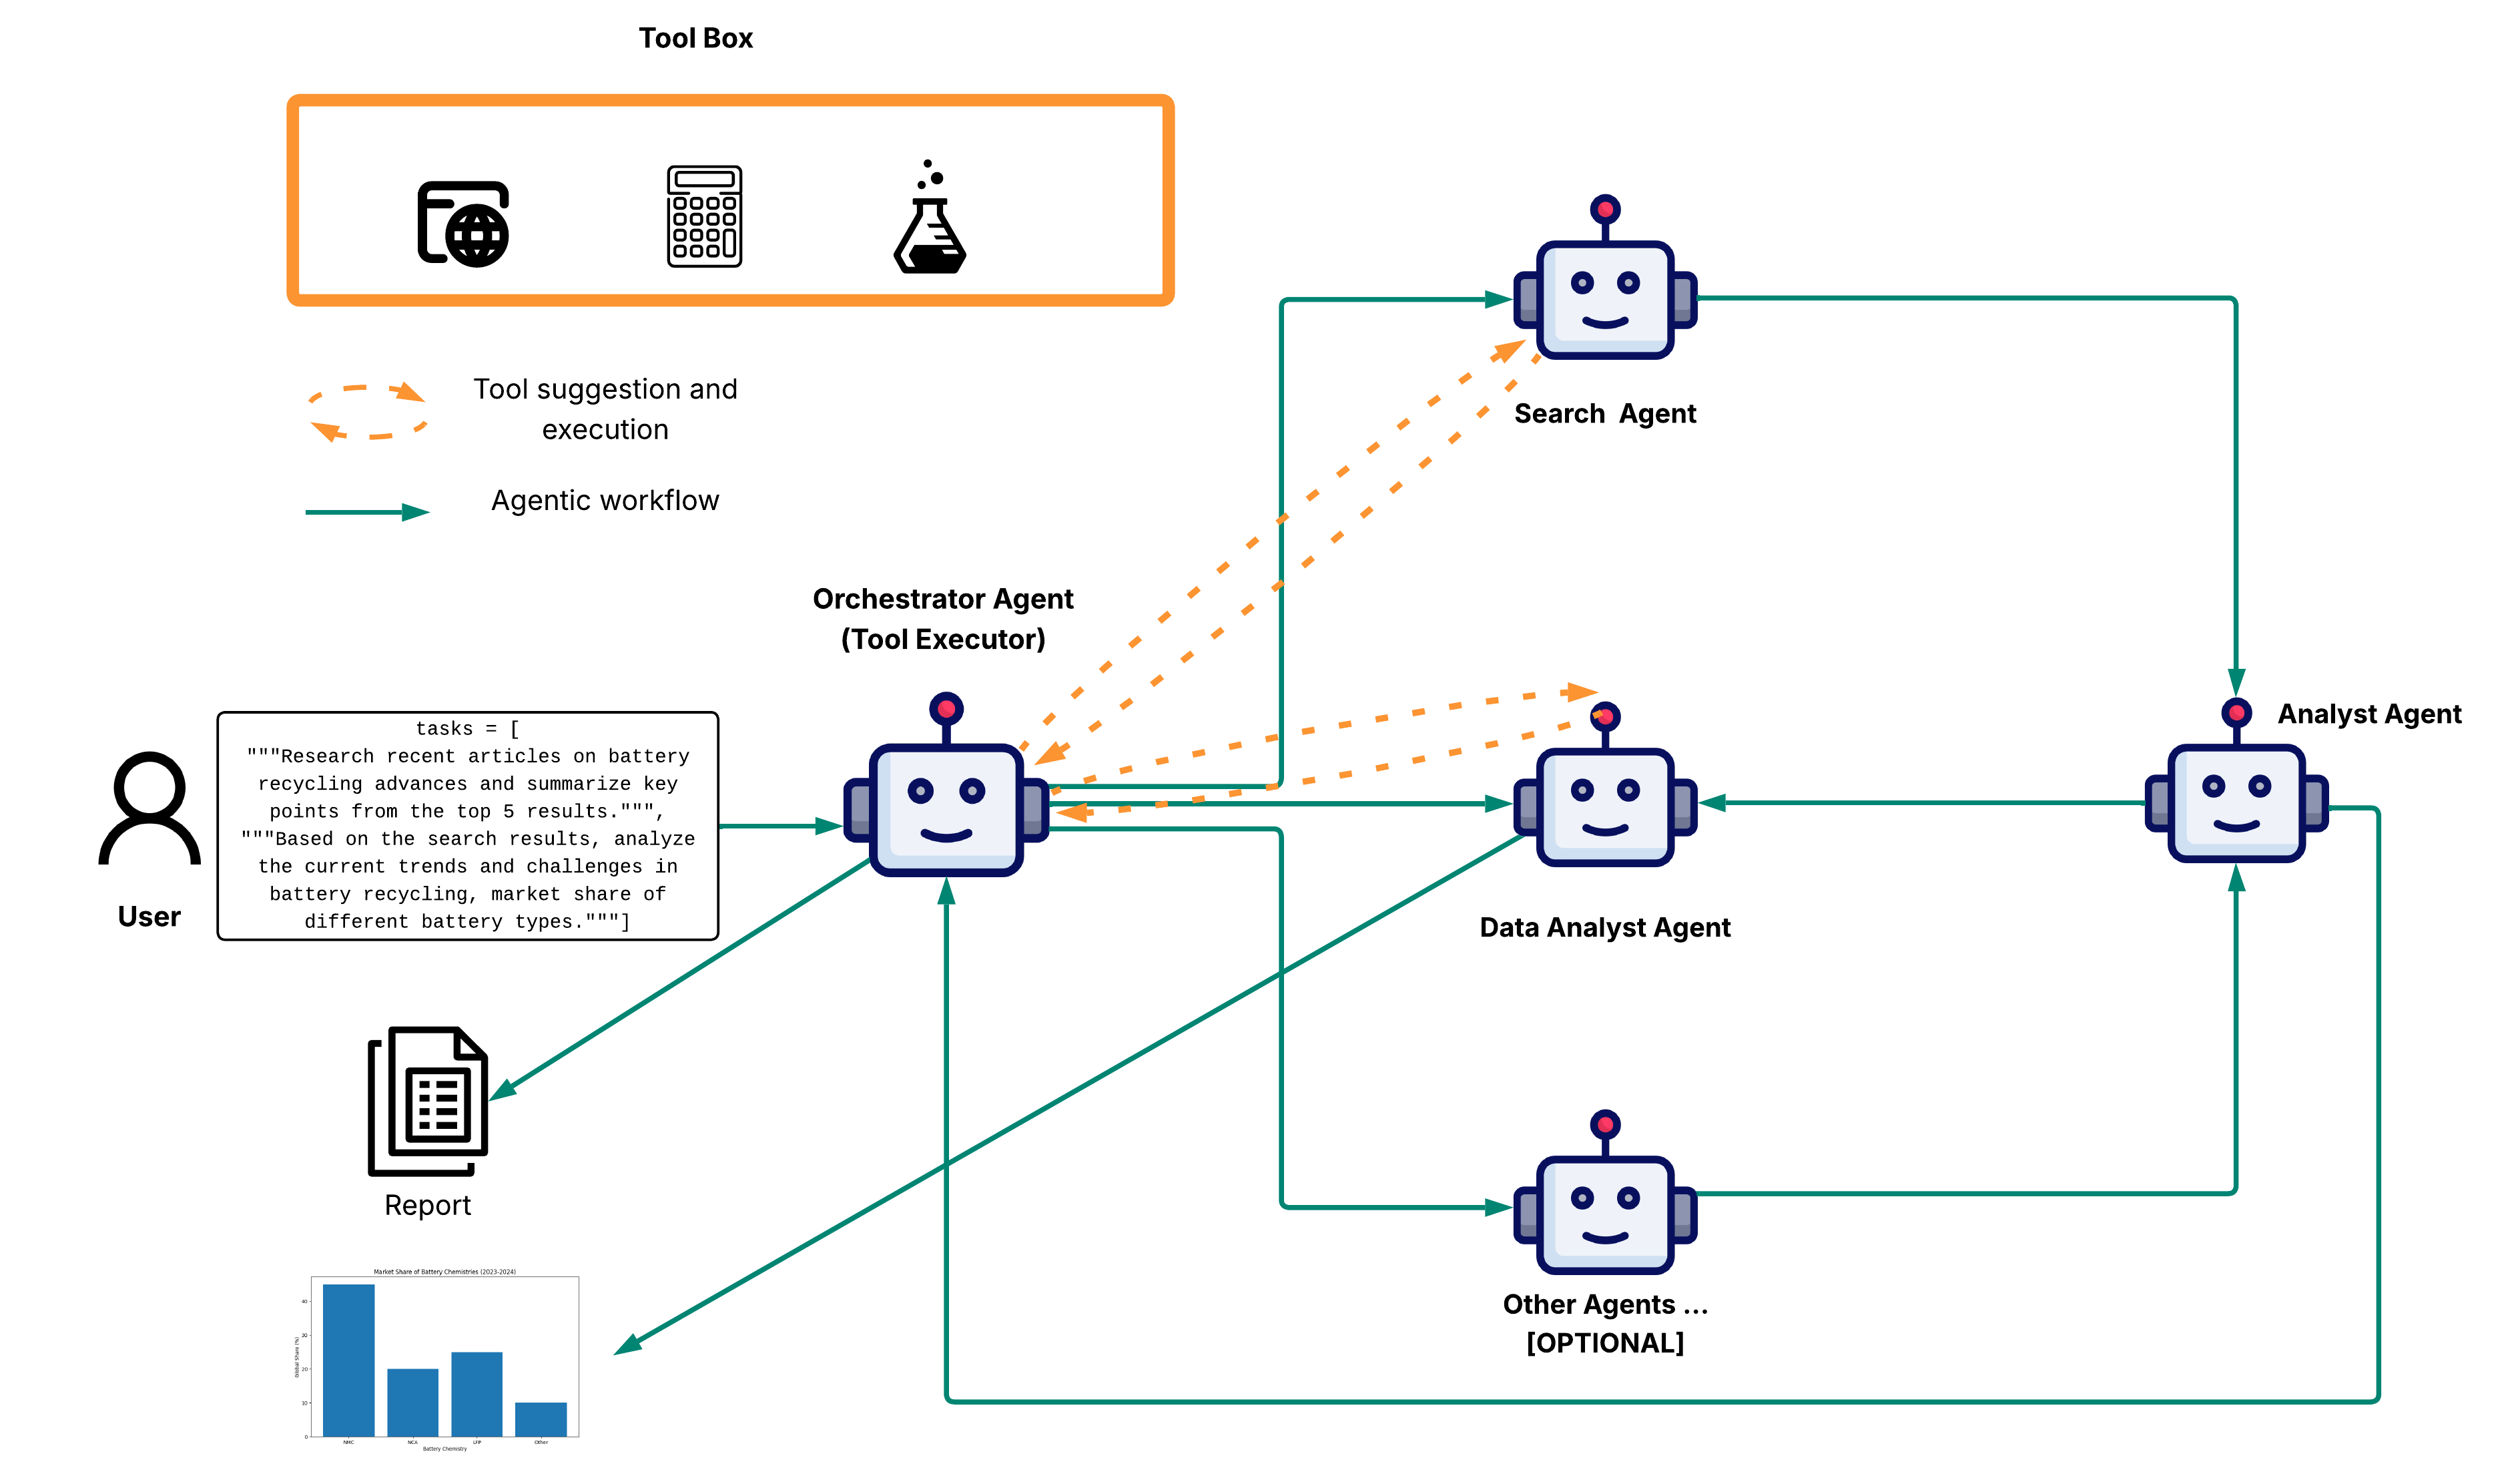 Tool Box
Tool suggestion and
execution
Agentic workflow
Search  Agent
Orchestrator Agent
(Tool Executor)
Analyst Agent
tasks = [
"""Research recent articles on battery
recycling advances and summarize key
points from the top 5 results.""",
"""Based on the search results, analyze
the current trends and challenges in
battery recycling, market share of
different battery types."""]
User
Data Analyst Agent
Report
Other Agents ...
[OPTIONAL]
Market Share of Battery Chemistries (2023-2024)
Global Share (%)
40
30
20
10
0
NMC
NCA
LFP
Other
Battery Chemistry